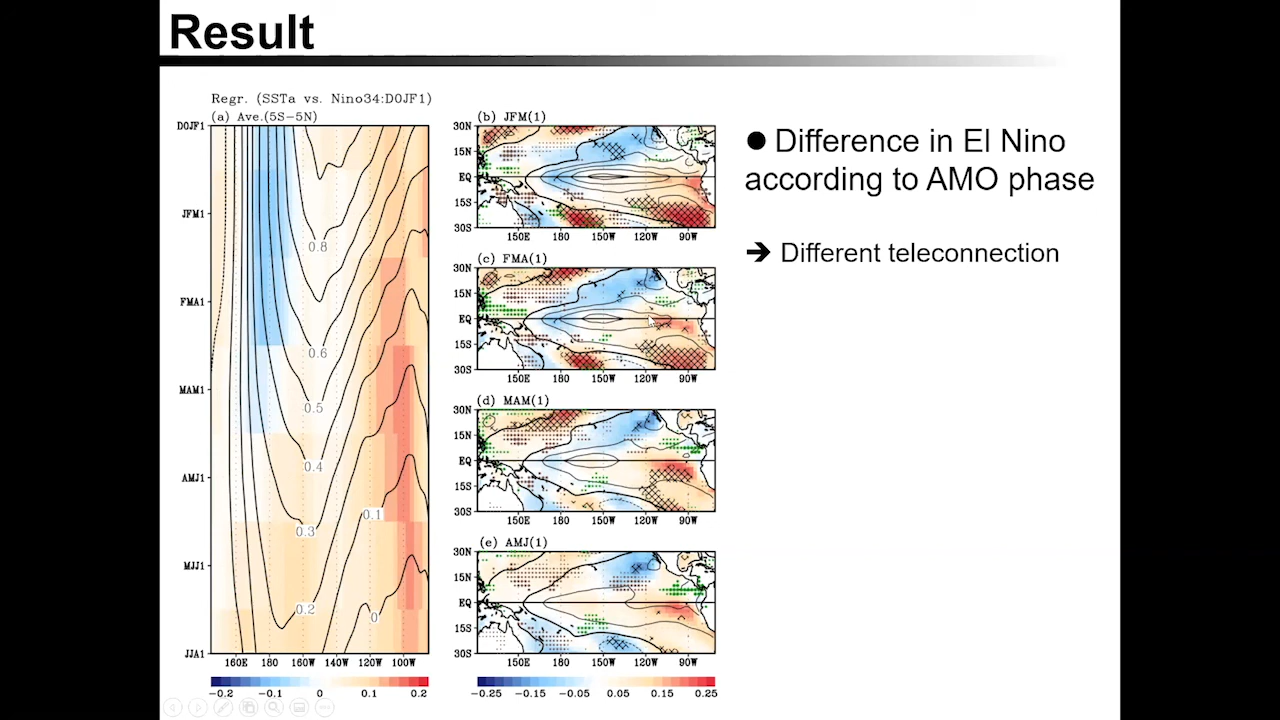 Result
Regr. (SSTa vs. Nino34:D0JF1)
(a) Ave.(5S-5N)
D0JF1
JFM1
FMA1
MAM1
AMJ1
MJJ1
JJA1
0.8
0.6
0.5
0.4
0.3
0.1
0.2
0
160E 180 160W 140W 120W 100W
-0.2 -0.1 0 0.1 0.2
(b) JFM(1)
30N
15N
EQ
15S
30S
150E 180 150W 120W 90W
(c) FMA(1)
30N
15N
EQ
15S
30S
150E 180 150W 120W 90W
(d) MAM(1)
30N
15N
EQ
15S
30S
150E 180 150W 120W 90W
(e) AMJ(1)
30N
15N
EQ
15S
30S
150E 180 150W 120W 90W
-0.25 -0.15 -0.05 0.05 0.15 0.25
● Difference in El Nino
according to AMO phase
➔ Different teleconnection